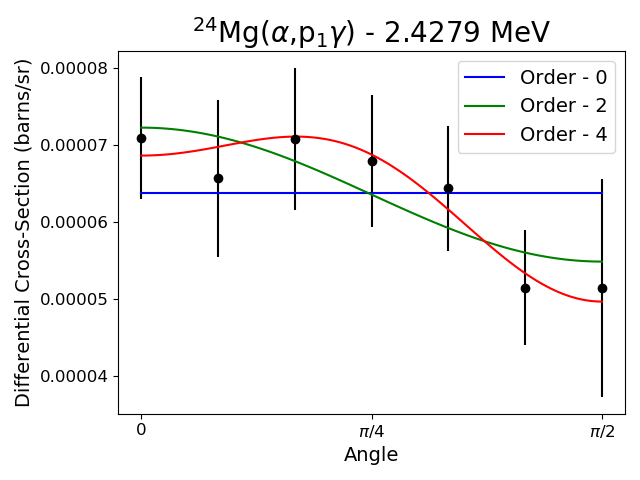 ²⁴Mg(α,p₁γ) - 2.4279 MeV
Order - 0
Order - 2
Order - 4
Differential Cross-Section (barns/sr)
0.00008
0.00007
0.00006
0.00005
0.00004
0
π/4
π/2
Angle